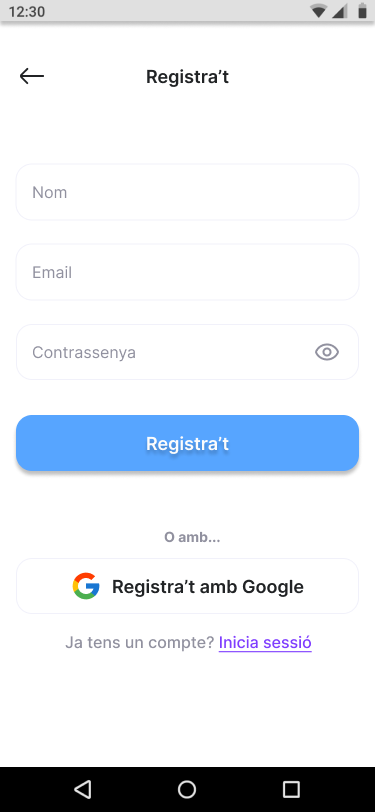 12:30
Registra’t
Nom
Email
Contrassenya
Registra’t
O amb...
Registra’t amb Google
Ja tens un compte? Inicia sessió